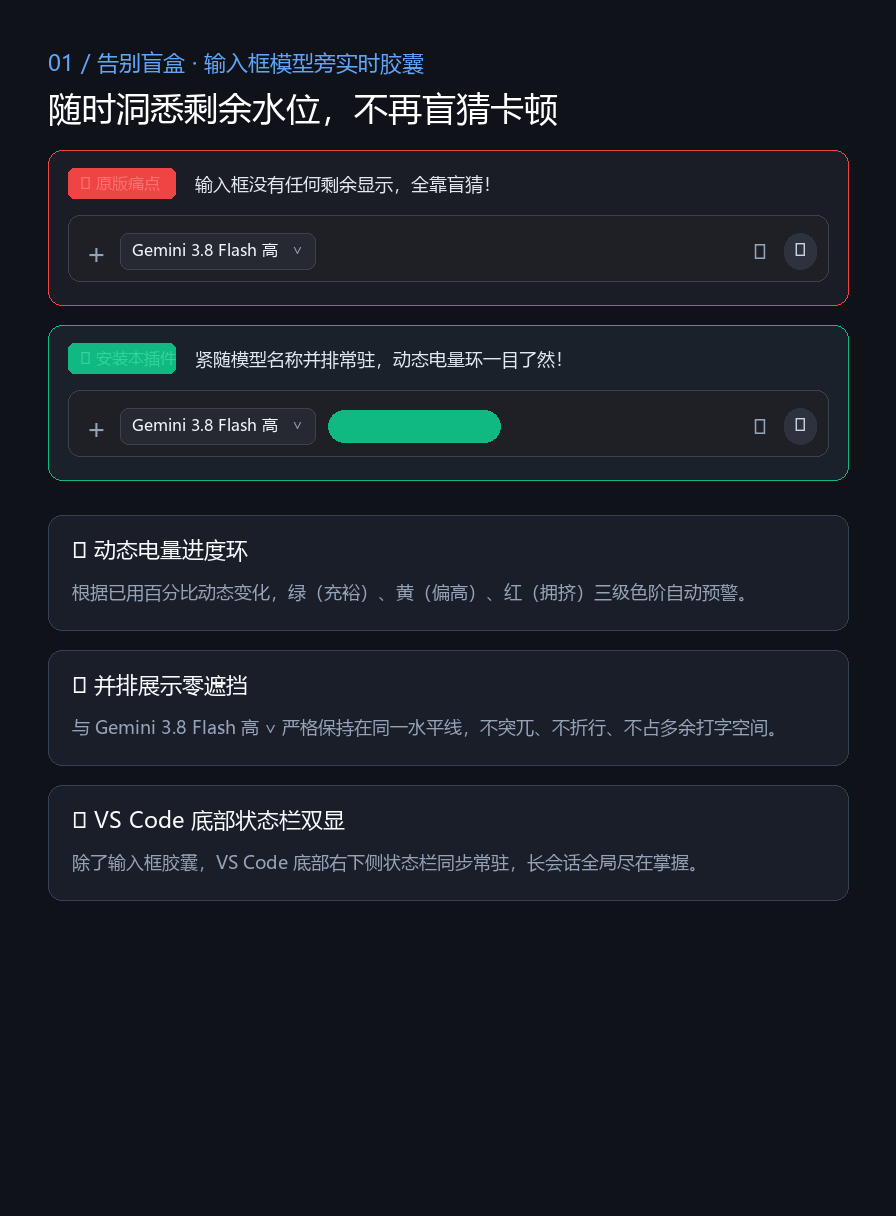 01 / 告别盲盒 · 输入框模型旁实时胶囊
随时洞悉剩余水位，不再盲猜卡顿
原版痛点
输入框没有任何剩余显示，全靠盲猜！
+ Gemini 3.8 Flash 高 ˅
安装本插件
紧随模型名称并排常驻，动态电量环一目了然！
+ Gemini 3.8 Flash 高 ˅
动态电量进度环
根据已用百分比动态变化，绿（充裕）、黄（偏高）、红（拥挤）三级色阶自动预警。
并排展示零遮挡
与 Gemini 3.8 Flash 高 ˅ 严格保持在同一水平线，不突兀、不折行、不占多余打字空间。
VS Code 底部状态栏双显
除了输入框胶囊，VS Code 底部右下侧状态栏同步常驻，长会话全局尽在掌握。